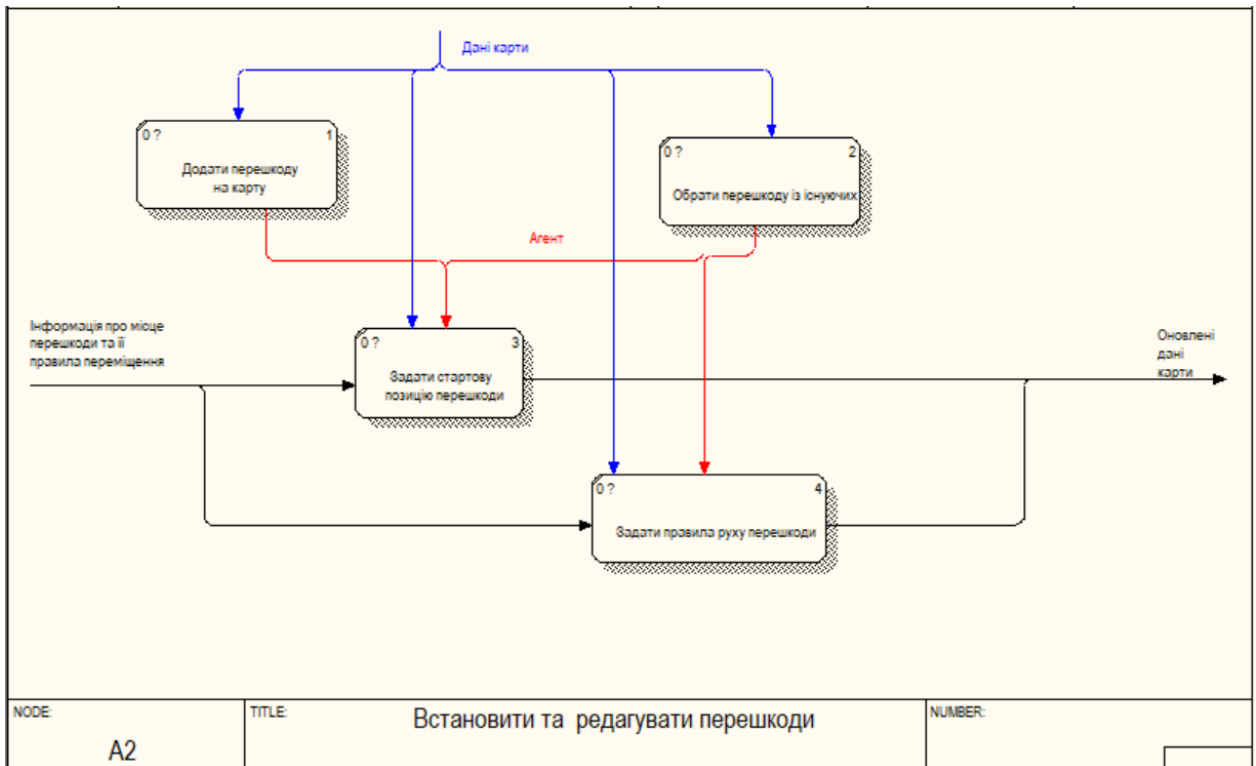 Дані карти
0 ?
1
Додати перешкоду
на карту
0 ?
2
Обрати перешкоду із існуючих
Агент
Інформація про місце
перешкоди та її
правила переміщення
0 ?
3
Задати стартову
позицію перешкоди
Оновлені
дані
карти
0 ?
4
Задати правила руху перешкоди
NODE:
A2
TITLE:
Встановити та редагувати перешкоди
NUMBER: